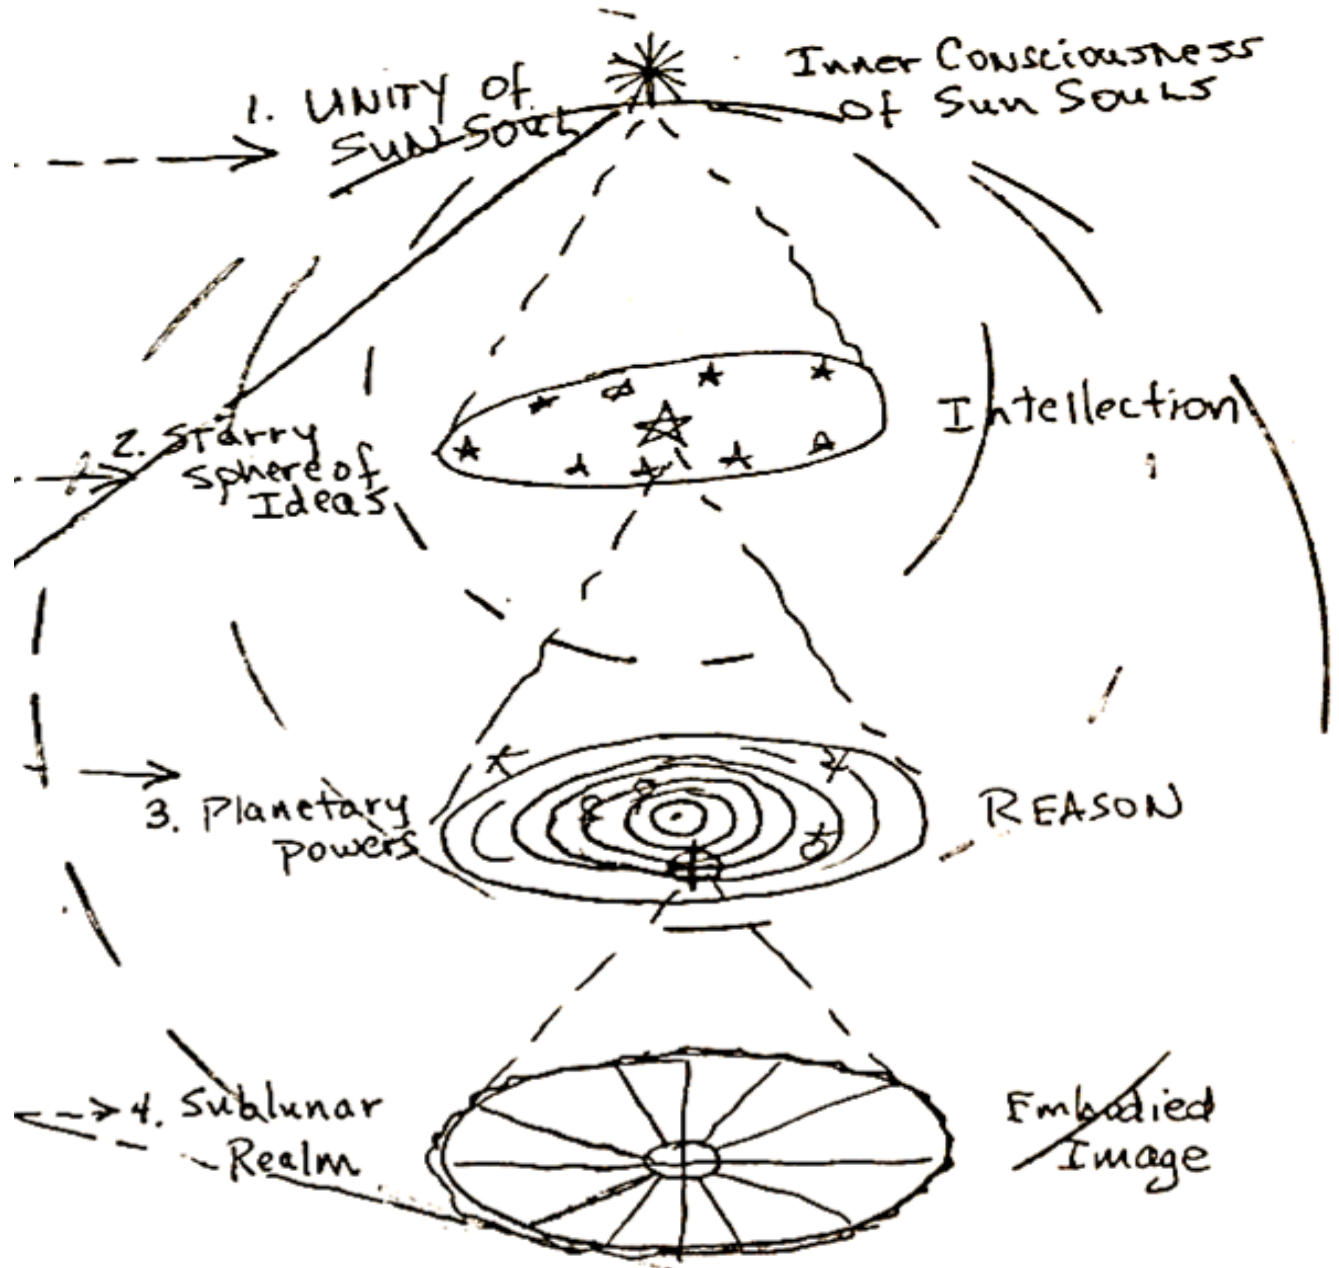 1. UNITY of
SUN SOUL
Inner Consciousness
of Sun Souls
2. Starry
Sphere of
Ideas
Intellection
3. Planetary
Powers
REASON
4. Sublunar
Realm
Embodied
Image